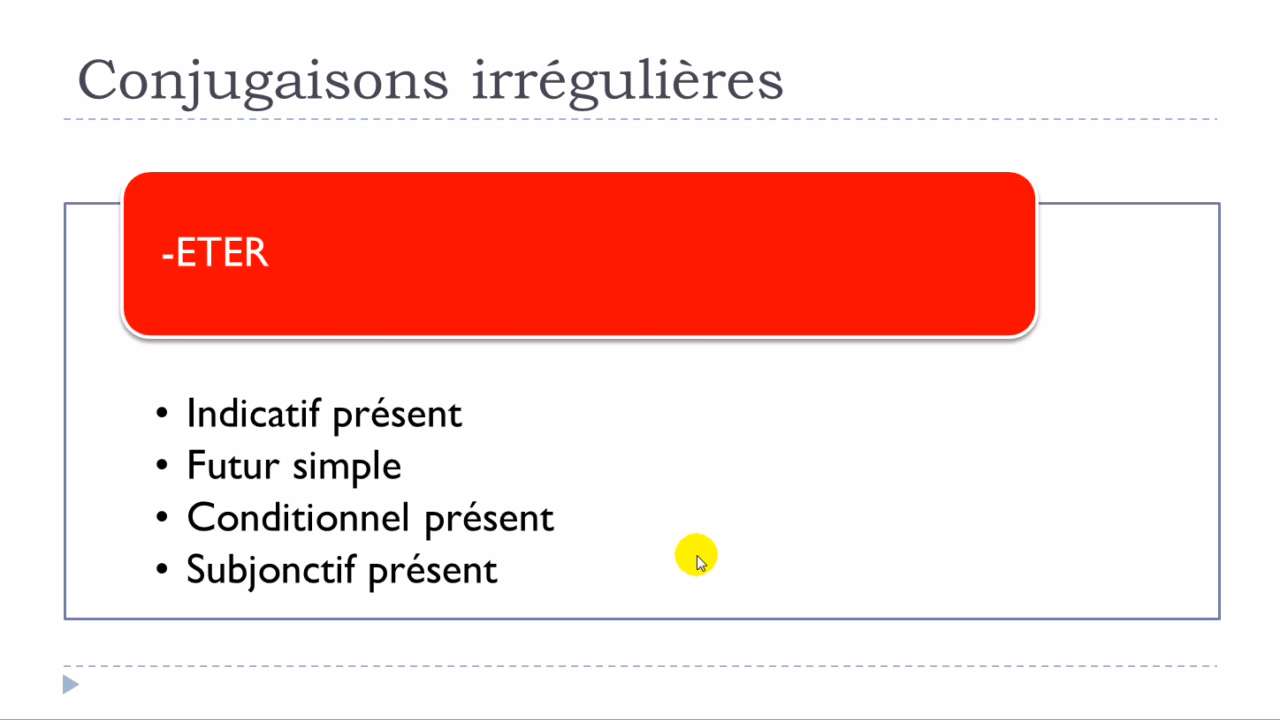 Conjugaisons irrégulières
-ETER
• Indicatif présent
• Futur simple
• Conditionnel présent
• Subjonctif présent